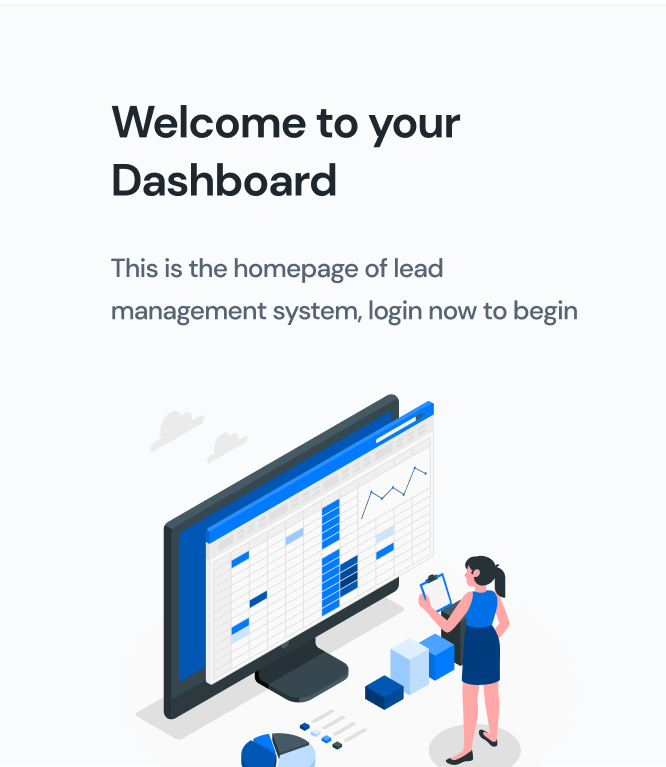 Welcome to your
Dashboard
This is the homepage of lead
management system, login now to begin